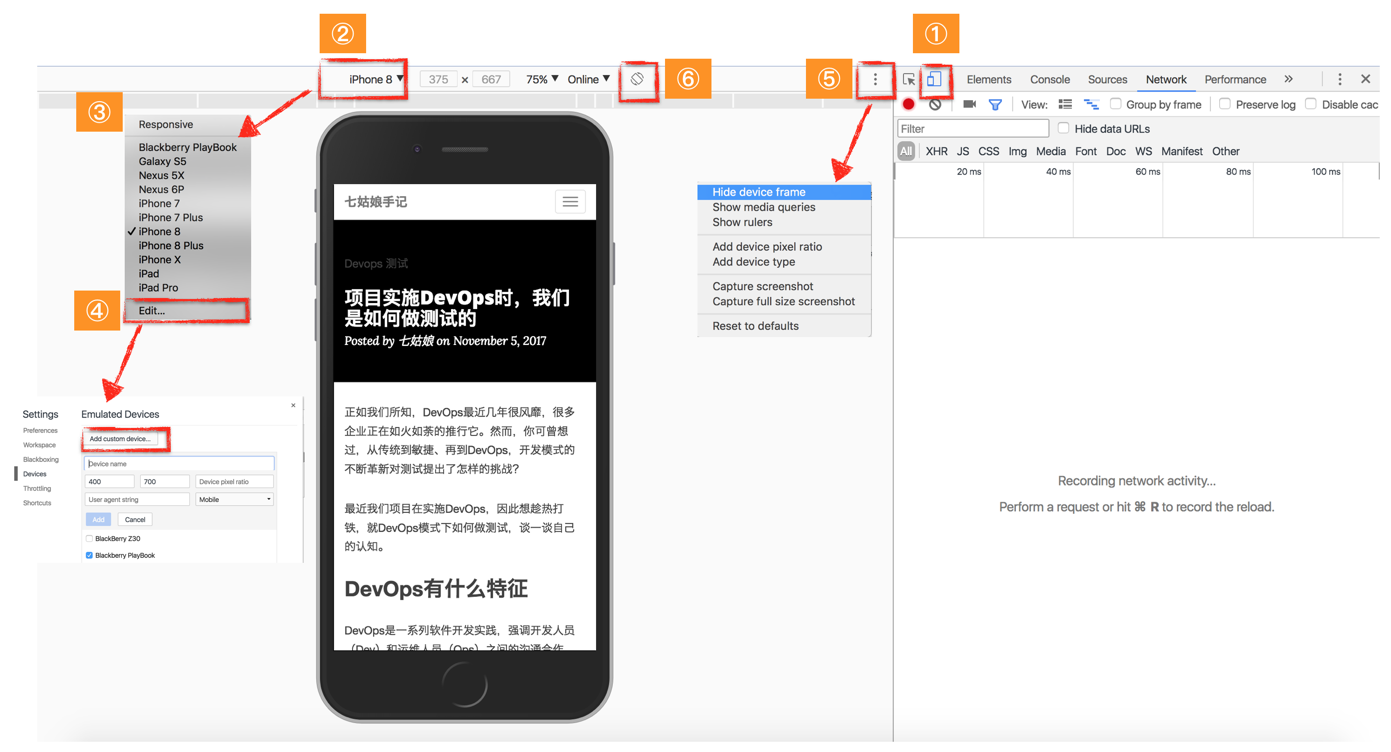 ②
①
iPhone 8 ▼ 375 x 667 75% ▼ Online ▼
⑥
⑤
Elements Console Sources Network Performance »
View: Group by frame Preserve log Disable cac
Filter Hide data URLs
All XHR JS CSS Img Media Font Doc WS Manifest Other
20 ms 40 ms 60 ms 80 ms 100 ms
③
Responsive
Blackberry PlayBook
Galaxy S5
Nexus 5X
Nexus 6P
iPhone 7
iPhone 7 Plus
✓ iPhone 8
iPhone 8 Plus
iPhone X
iPad
iPad Pro
④
Edit...
七姑娘手记
Devops 测试
项目实施DevOps时，我们
是如何做测试的
Posted by 七姑娘 on November 5, 2017
正如我们所知，DevOps最近几年很风靡，很多
企业正在如火如荼的推行它。然而，你可曾想
过，从传统到敏捷、再到DevOps，开发模式的
不断革新对测试提出了怎样的挑战？
最近我们项目在实施DevOps，因此想趁热打
铁，就DevOps模式下如何做测试，谈一谈自己
的认知。
DevOps有什么特征
DevOps是一系列软件开发实践，强调开发人员
（Dev）和运维人员（Ops）之间的沟通合作
Hide device frame
Show media queries
Show rulers
Add device pixel ratio
Add device type
Capture screenshot
Capture full size screenshot
Reset to defaults
Settings
Preferences
Workspace
Blackboxing
Devices
Throttling
Shortcuts
Emulated Devices
Add custom device...
Device name
400 700 Device pixel ratio
User agent string Mobile
Add Cancel
BlackBerry Z30
Blackberry PlayBook
Recording network activity...
Perform a request or hit ⌘ R to record the reload.